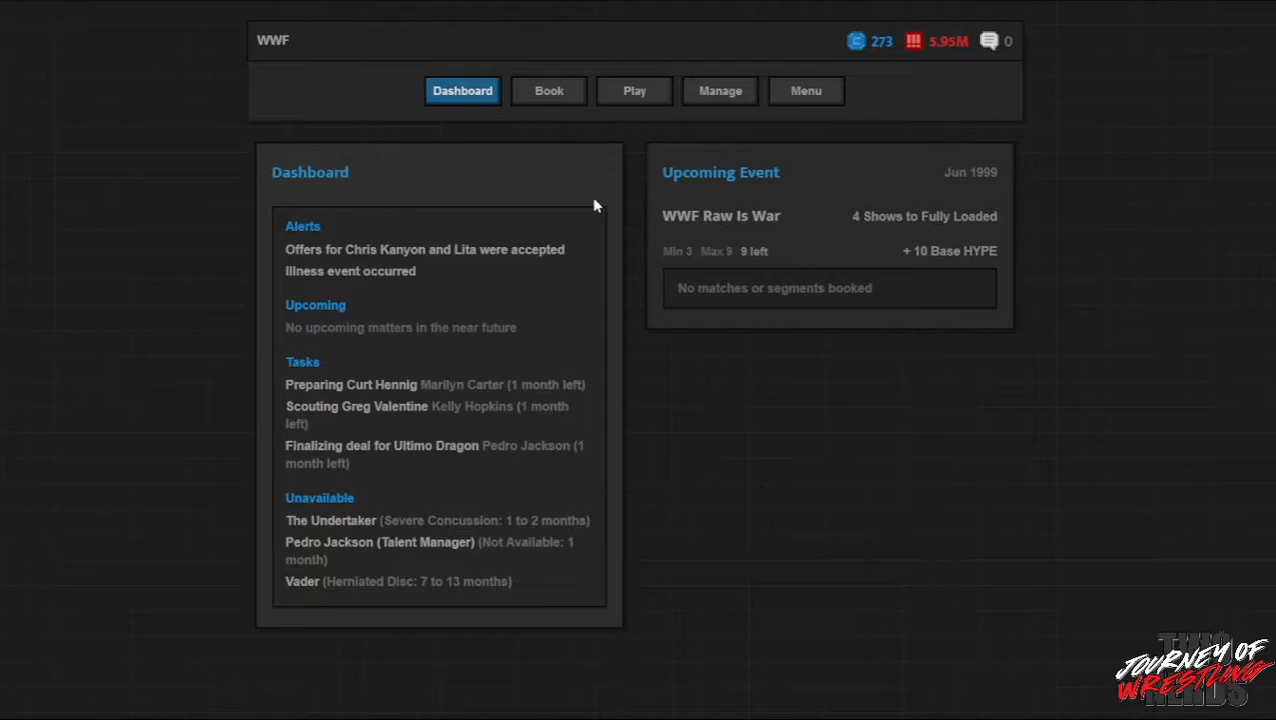 WWF
273
5.95M
0
Dashboard
Book
Play
Manage
Menu
Dashboard
Alerts
Offers for Chris Kanyon and Lita were accepted
Illness event occurred
Upcoming
No upcoming matters in the near future
Tasks
Preparing Curt Hennig Marilyn Carter (1 month left)
Scouting Greg Valentine Kelly Hopkins (1 month
left)
Finalizing deal for Ultimo Dragon Pedro Jackson (1
month left)
Unavailable
The Undertaker (Severe Concussion: 1 to 2 months)
Pedro Jackson (Talent Manager) (Not Available: 1
month)
Vader (Herniated Disc: 7 to 13 months)
Upcoming Event Jun 1999
WWF Raw Is War 4 Shows to Fully Loaded
Min 3 Max 9 9 left + 10 Base HYPE
No matches or segments booked
JOURNEY OF
WRESTLING